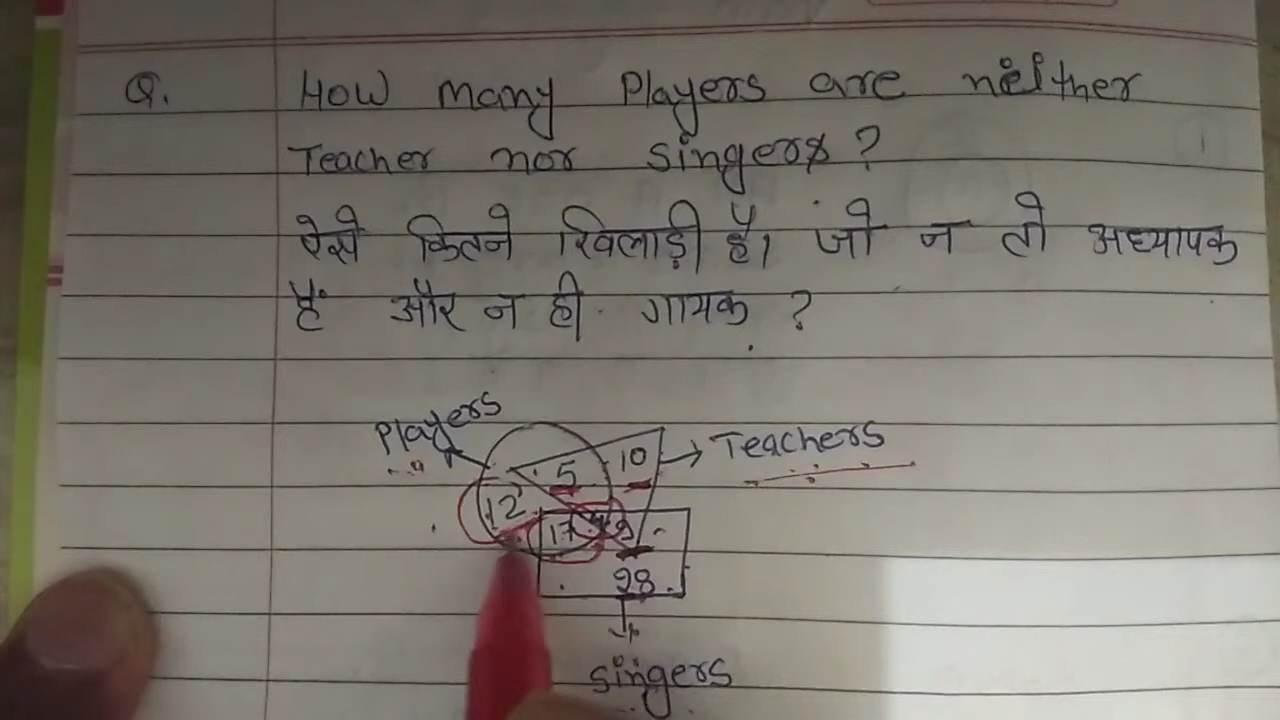 Q. How many Players are neither
Teacher nor singers?
ऐसे कितने खिलाड़ी है। जो न तो अध्यापक
हैं और न ही गायक ?
Players
Teachers
5 10
12
17
28
singers